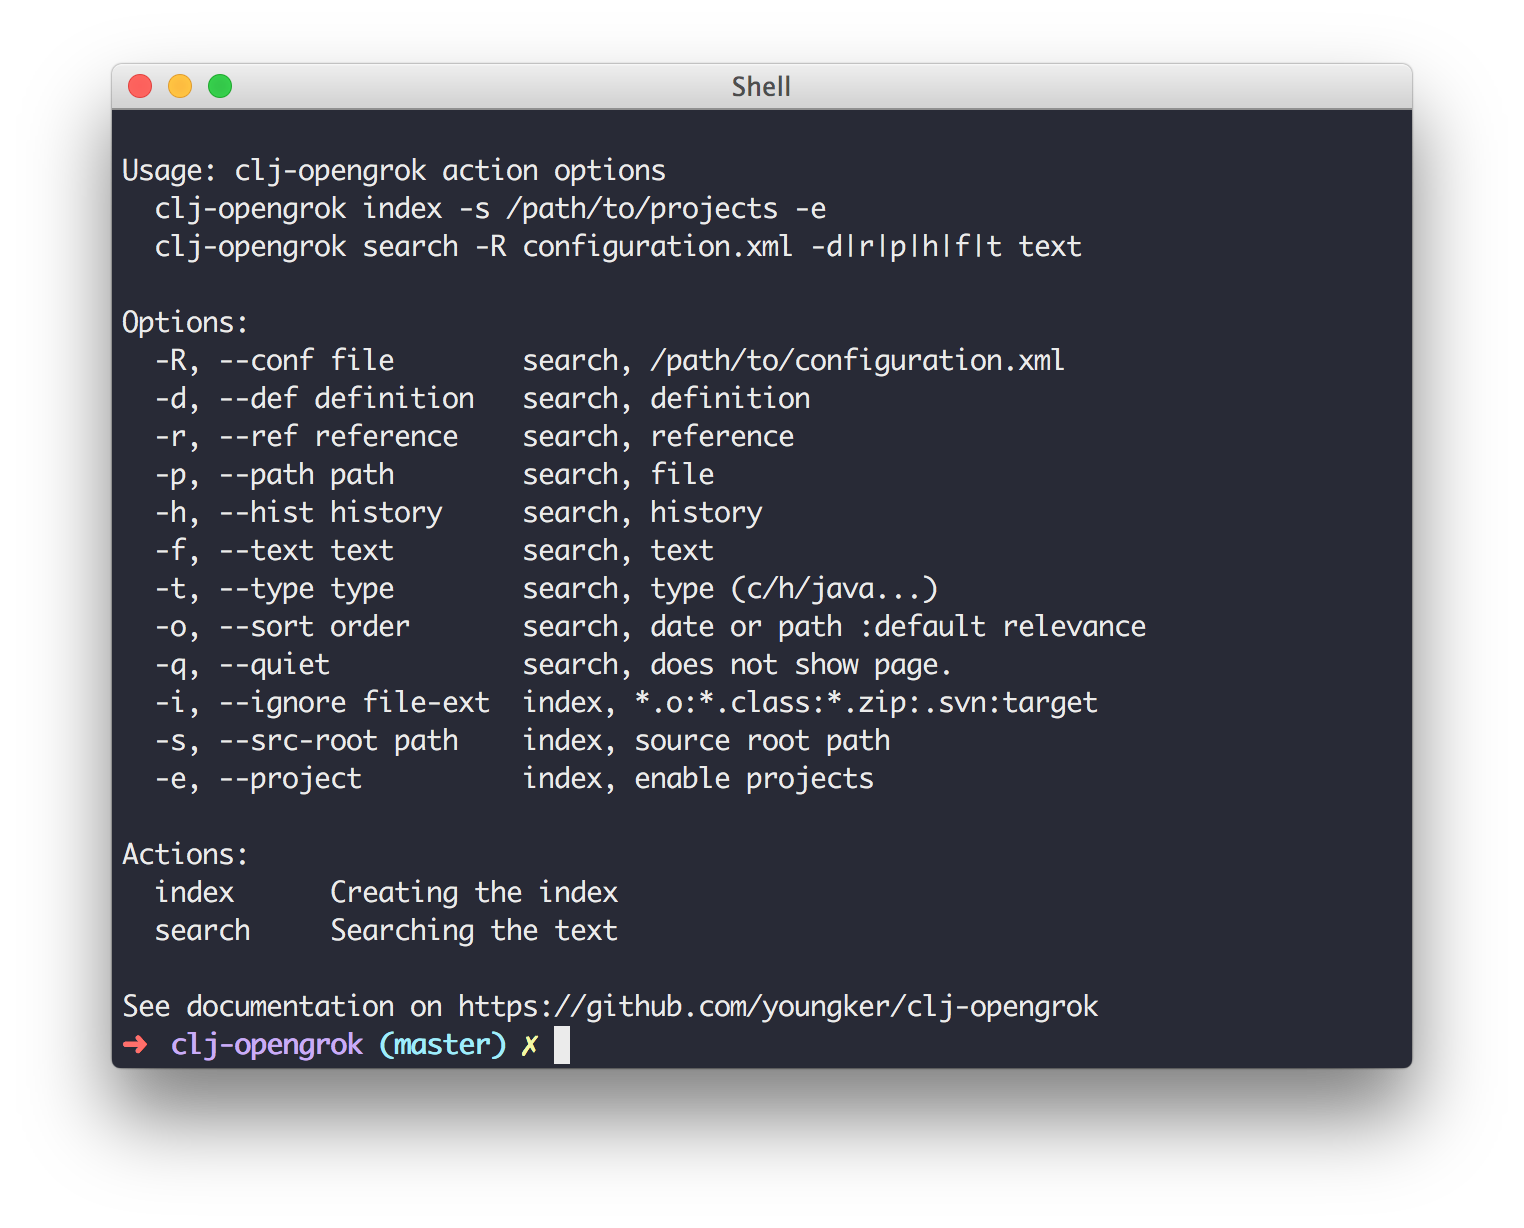 Shell
Usage: clj-opengrok action options
  clj-opengrok index -s /path/to/projects -e
  clj-opengrok search -R configuration.xml -d|r|p|h|f|t text
Options:
  -R, --conf file        search, /path/to/configuration.xml
  -d, --def definition   search, definition
  -r, --ref reference    search, reference
  -p, --path path        search, file
  -h, --hist history     search, history
  -f, --text text        search, text
  -t, --type type        search, type (c/h/java...)
  -o, --sort order       search, date or path :default relevance
  -q, --quiet            search, does not show page.
  -i, --ignore file-ext  index, *.o:*.class:*.zip:.svn:target
  -s, --src-root path    index, source root path
  -e, --project          index, enable projects
Actions:
  index      Creating the index
  search     Searching the text
See documentation on https://github.com/youngker/clj-opengrok
➜  clj-opengrok (master) ✗